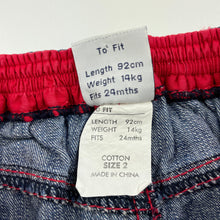 To' Fit
Length 92cm
Weight 14kg
Fits 24mths
FIT
LENGTH 92cm
WEIGHT 14kg
FITS 24mths
COTTON
SIZE 2
MADE IN CHINA